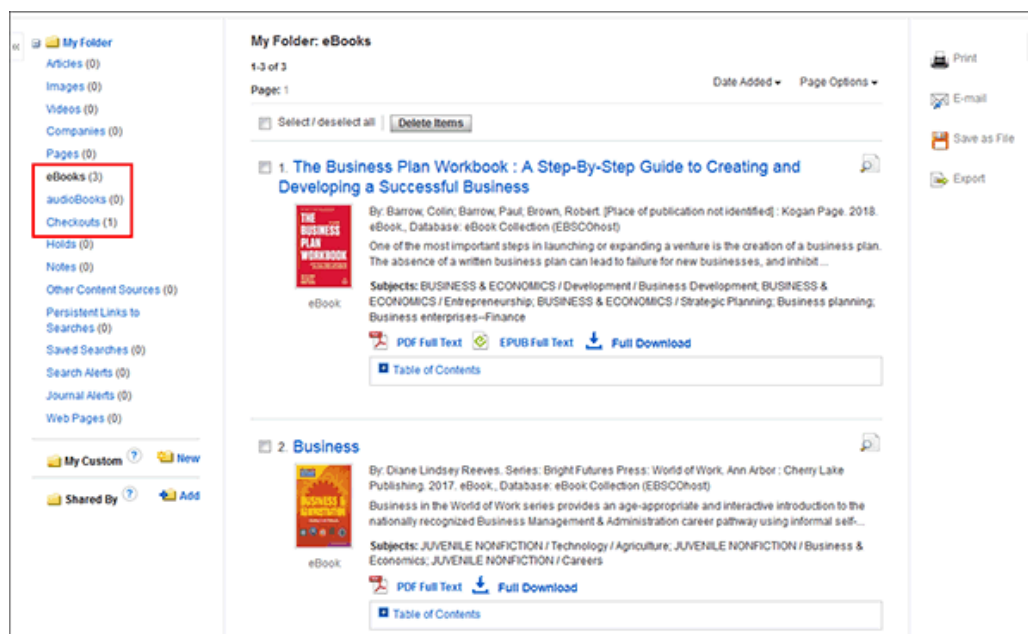 «
My Folder
Articles (0)
Images (0)
Videos (0)
Companies (0)
Pages (0)
eBooks (3)
audioBooks (0)
Checkouts (1)
Holds (0)
Notes (0)
Other Content Sources (0)
Persistent Links to
Searches (0)
Saved Searches (0)
Search Alerts (0)
Journal Alerts (0)
Web Pages (0)
My Custom ? New
Shared By ? Add
My Folder: eBooks
1-3 of 3
Page: 1
Date Added Page Options
Select / deselect all Delete Items
1. The Business Plan Workbook : A Step-By-Step Guide to Creating and
Developing a Successful Business
THE
BUSINESS
PLAN
WORKBOOK
eBook
By: Barrow, Colin; Barrow, Paul; Brown, Robert. [Place of publication not identified] : Kogan Page. 2018.
eBook., Database: eBook Collection (EBSCOhost)
One of the most important steps in launching or expanding a venture is the creation of a business plan.
The absence of a written business plan can lead to failure for new businesses, and inhibit ...
Subjects: BUSINESS & ECONOMICS / Development / Business Development; BUSINESS &
ECONOMICS / Entrepreneurship; BUSINESS & ECONOMICS / Strategic Planning; Business planning;
Business enterprises--Finance
PDF Full Text EPUB Full Text Full Download
Table of Contents
2. Business
BUSINESS &
ADMINISTRATION
eBook
By: Diane Lindsey Reeves. Series: Bright Futures Press: World of Work. Ann Arbor : Cherry Lake
Publishing. 2017. eBook., Database: eBook Collection (EBSCOhost)
Business in the World of Work series provides an age-appropriate and interactive introduction to the
nationally recognized Business Management & Administration career pathway using informal self-...
Subjects: JUVENILE NONFICTION / Technology / Agriculture; JUVENILE NONFICTION / Business &
Economics; JUVENILE NONFICTION / Careers
PDF Full Text Full Download
Table of Contents
Print
E-mail
Save as File
Export